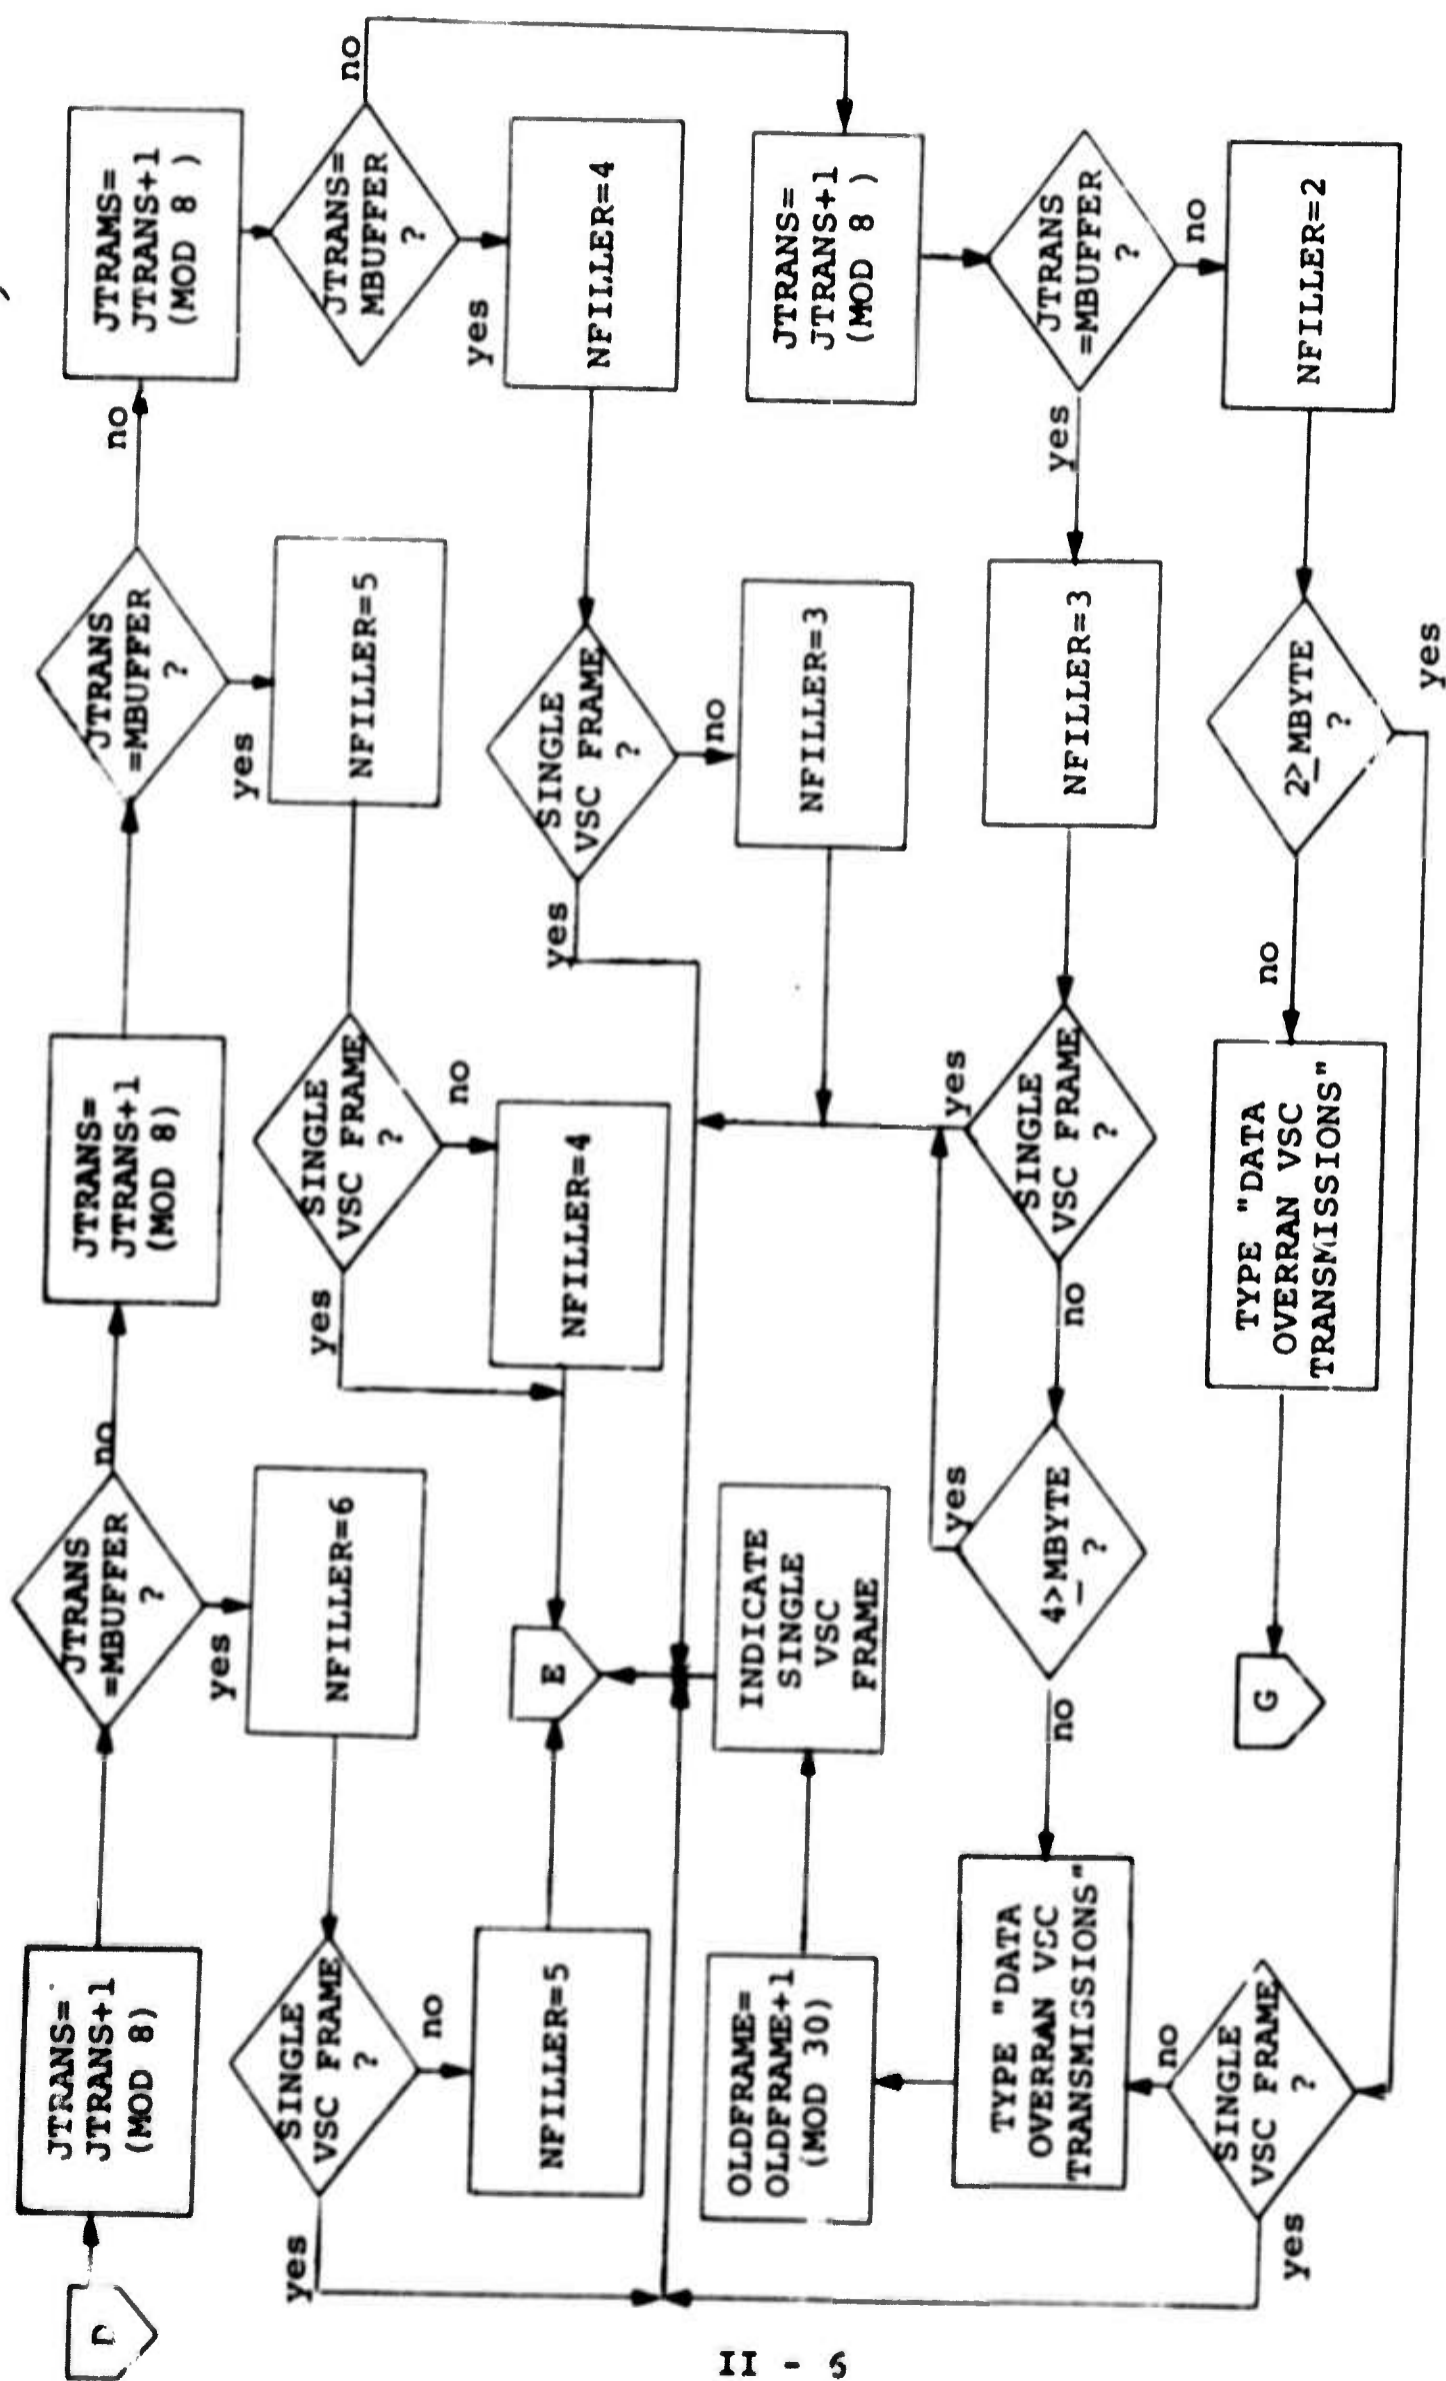 D
JTRANS=
JTRANS+1
(MOD 8)
JTRANS
=MBUFFER
?
no
yes
JTRANS=
JTRANS+1
(MOD 8)
JTRANS
=MBUFFER
?
no
yes
JTRAMS=
JTRANS+1
(MOD 8 )
SINGLE
VSC FRAME
?
yes
no
NFILLER=6
SINGLE
VSC FRAME
?
yes
no
NFILLER=5
JTRANS=
MBUFFER
?
no
yes
NFILLER=5
E
NFILLER=4
SINGLE
VSC FRAME
?
yes
no
NFILLER=4
OLDFRAME=
OLDFRAME+1
(MOD 30)
INDICATE
SINGLE
VSC
FRAME
NFILLER=3
JTRANS=
JTRANS+1
(MOD 8 )
TYPE "DATA
OVERRAN VSC
TRANSMISSIONS"
no
4>MBYTE
_ ?
yes
no
SINGLE
VSC FRAME
?
yes
NFILLER=3
yes
JTRANS
=MBUFFER
?
no
SINGLE
VSC FRAME
?
yes
no
G
TYPE "DATA
OVERRAN VSC
TRANSMISSIONS"
no
2>MBYTE
_
?
yes
NFILLER=2
II -